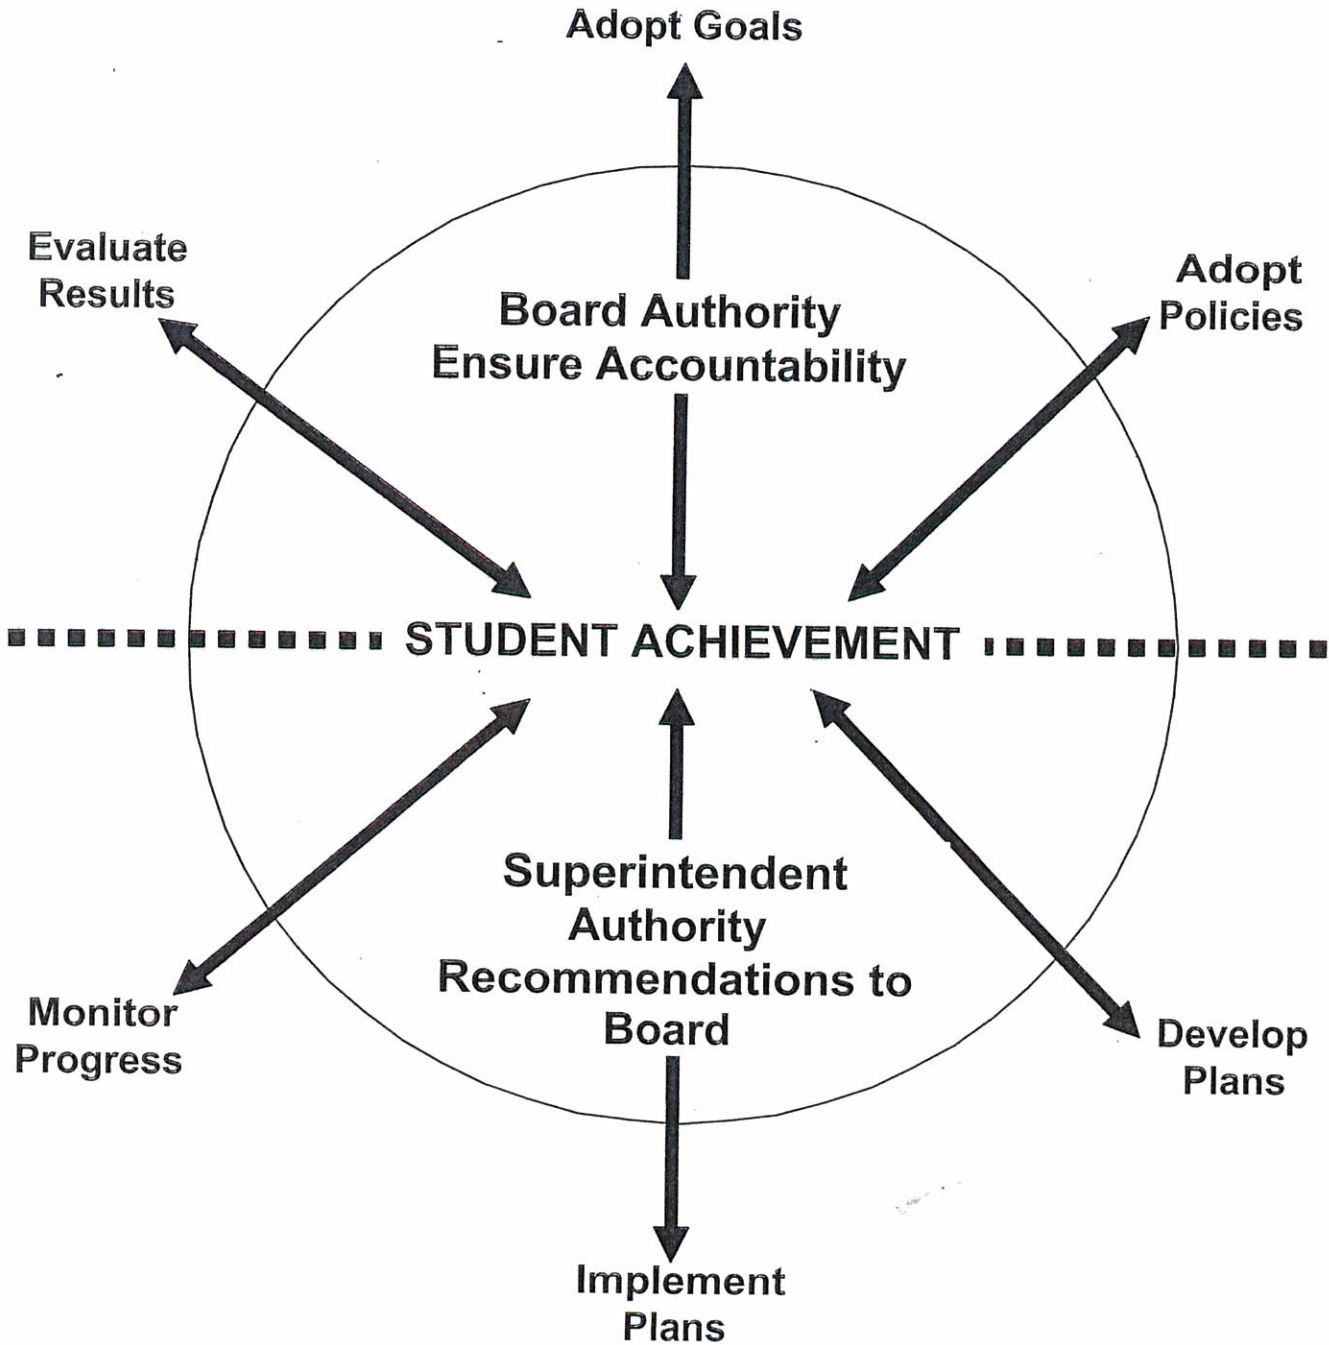 Adopt Goals
Evaluate
Results
Adopt
Policies
Board Authority
Ensure Accountability
STUDENT ACHIEVEMENT
Superintendent
Authority
Recommendations to
Board
Monitor
Progress
Develop
Plans
Implement
Plans